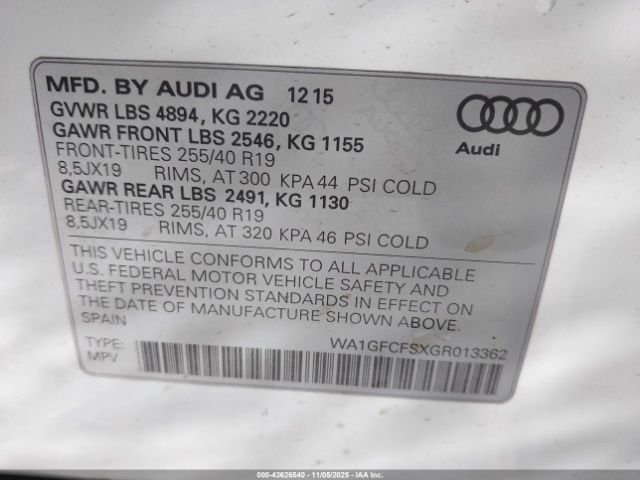 MFD. BY AUDI AG 12 15
GVWR LBS 4894, KG 2220
GAWR FRONT LBS 2546, KG 1155
FRONT-TIRES 255/40 R19
8,5JX19 RIMS, AT 300 KPA 44 PSI COLD
GAWR REAR LBS 2491, KG 1130
REAR-TIRES 255/40 R19
8,5JX19 RIMS, AT 320 KPA 46 PSI COLD
Audi
THIS VEHICLE CONFORMS TO ALL APPLICABLE
U.S. FEDERAL MOTOR VEHICLE SAFETY AND
THEFT PREVENTION STANDARDS IN EFFECT ON
THE DATE OF MANUFACTURE SHOWN ABOVE.
SPAIN
TYPE: WA1GFCFSXGR013362
MPV
000-43626540 - 11/05/2025 - IAA Inc.